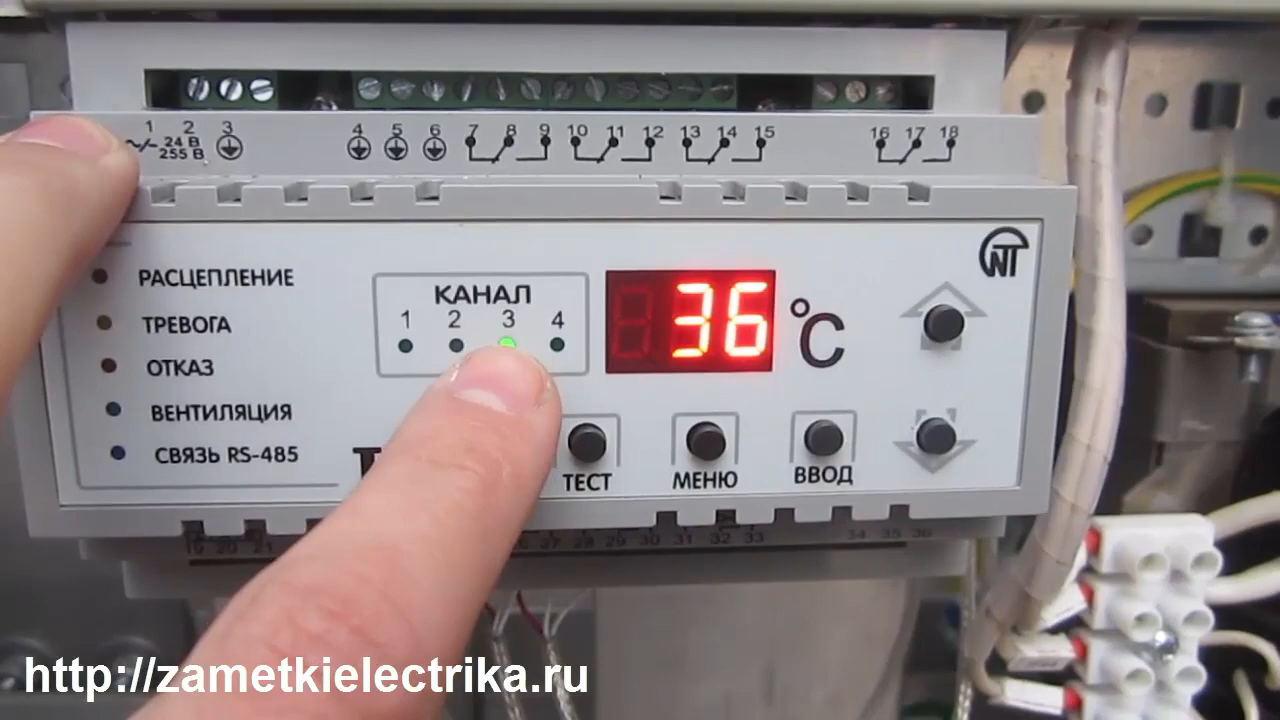 1 2 3 4 5 6 7 8 9 10 11 12 13 14 15 16 17 18
~/- 24 В
255 В
РАСЦЕПЛЕНИЕ
ТРЕВОГА
ОТКАЗ
ВЕНТИЛЯЦИЯ
СВЯЗЬ RS-485
КАНАЛ
1 2 3 4
36 °C
NT
ТЕСТ МЕНЮ ВВОД
19 20 21 27 28 29 30 31 32 33 34 35 36
http://zametkielectrika.ru